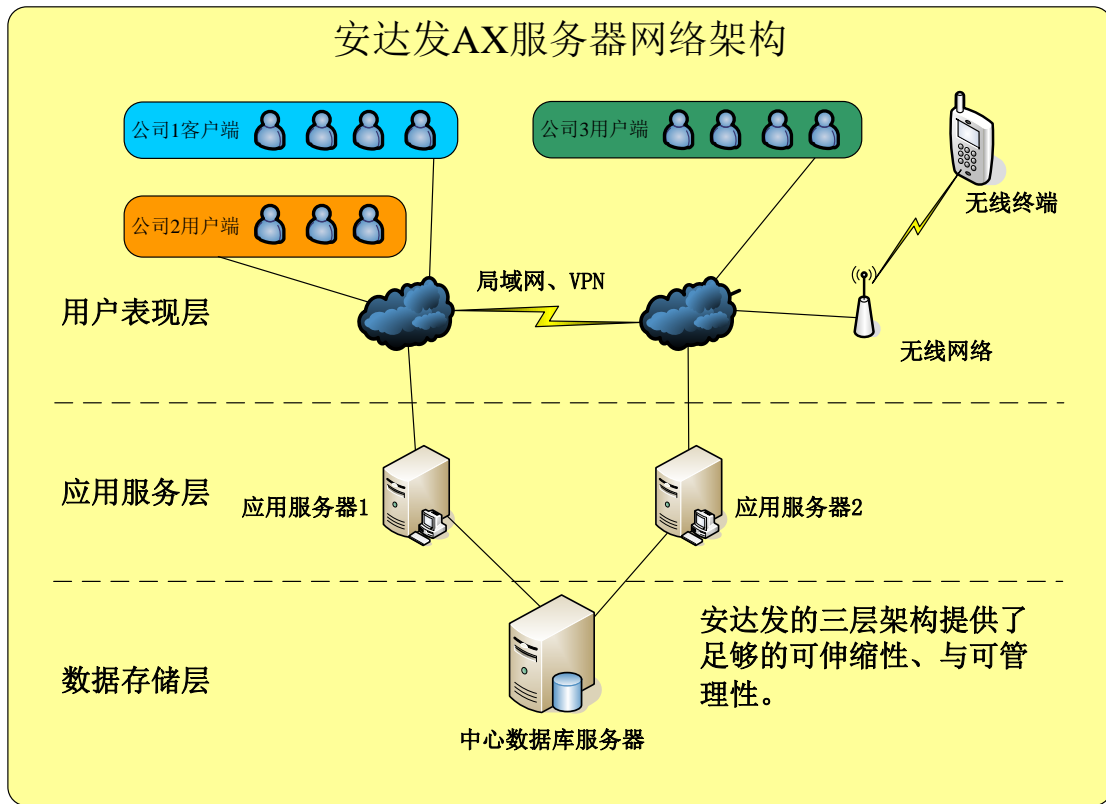 安达发AX服务器网络架构
公司1客户端
公司3用户端
无线终端
公司2用户端
局域网、VPN
用户表现层
无线网络
应用服务层
应用服务器1
应用服务器2
安达发的三层架构提供了
足够的可伸缩性、与可管
理性。
数据存储层
中心数据库服务器